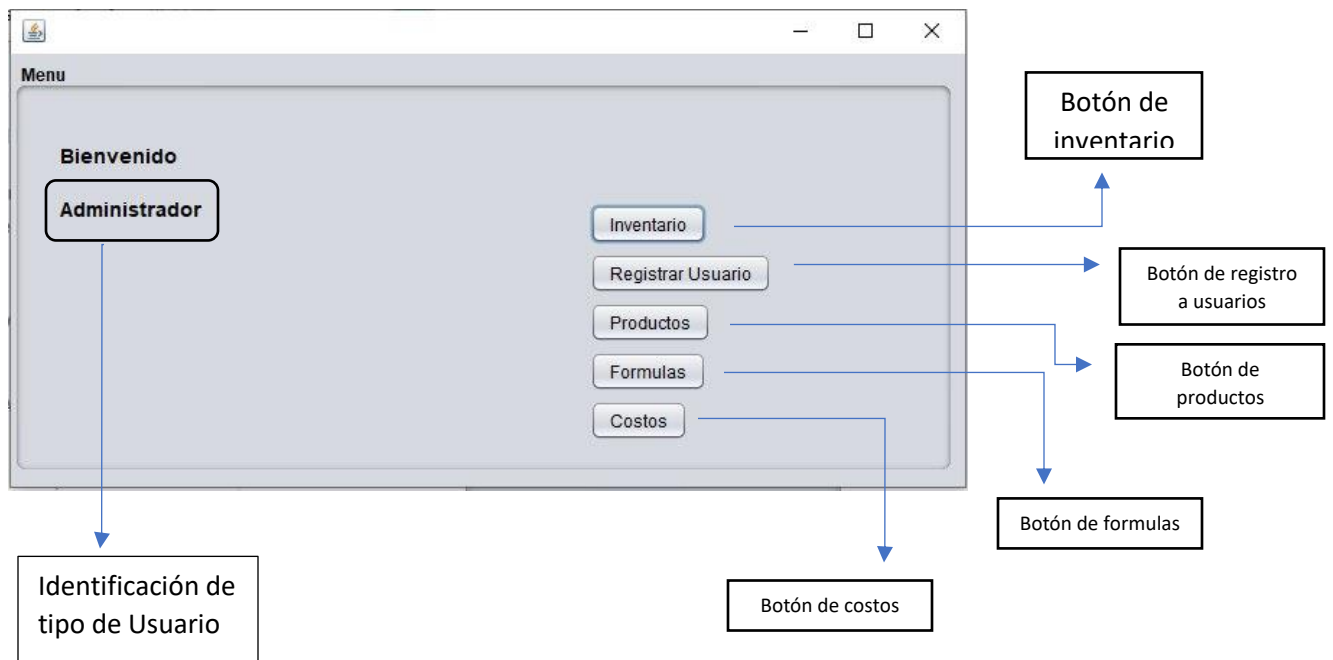 Menu
Bienvenido
Administrador
Inventario
Registrar Usuario
Productos
Formulas
Costos
Botón de
inventario
Botón de registro
a usuarios
Botón de
productos
Botón de formulas
Botón de costos
Identificación de
tipo de Usuario